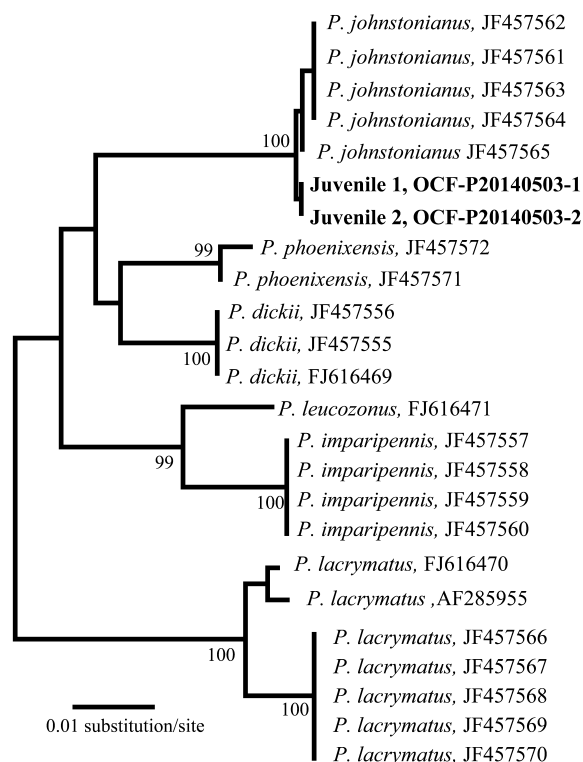 P. johnstonianus, JF457562
P. johnstonianus, JF457561
P. johnstonianus, JF457563
P. johnstonianus, JF457564
100
P. johnstonianus JF457565
Juvenile 1, OCF-P20140503-1
Juvenile 2, OCF-P20140503-2
99
P. phoenixensis, JF457572
P. phoenixensis, JF457571
P. dickii, JF457556
P. dickii, JF457555
100
P. dickii, FJ616469
P. leucozonus, FJ616471
99
P. imparipennis, JF457557
P. imparipennis, JF457558
100
P. imparipennis, JF457559
P. imparipennis, JF457560
P. lacrymatus, FJ616470
P. lacrymatus ,AF285955
100
P. lacrymatus, JF457566
P. lacrymatus, JF457567
P. lacrymatus, JF457568
100
P. lacrymatus, JF457569
P. lacrymatus, JF457570
0.01 substitution/site